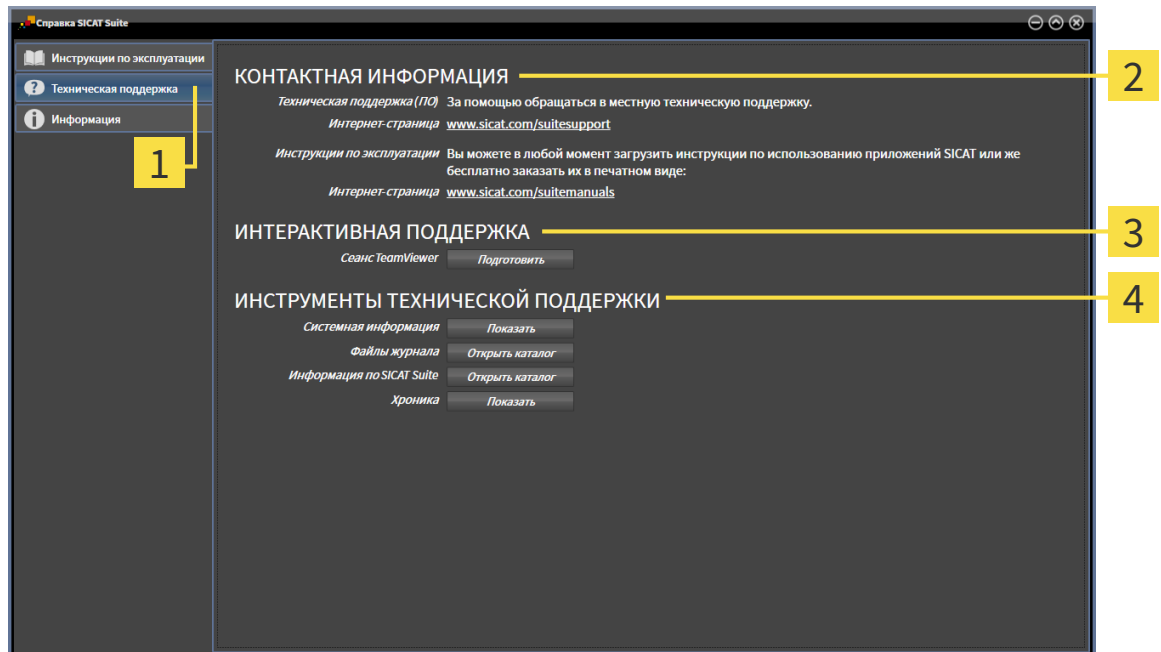 Справка SICAT Suite
Инструкции по эксплуатации
Техническая поддержка
Информация
1
КОНТАКТНАЯ ИНФОРМАЦИЯ
2
Техническая поддержка (ПО) За помощью обращаться в местную техническую поддержку.
Интернет-страница www.sicat.com/suitesupport
Инструкции по эксплуатации Вы можете в любой момент загрузить инструкции по использованию приложений SICAT или же
бесплатно заказать их в печатном виде:
Интернет-страница www.sicat.com/suitemanuals
ИНТЕРАКТИВНАЯ ПОДДЕРЖКА
3
Сеанс TeamViewer Подготовить
ИНСТРУМЕНТЫ ТЕХНИЧЕСКОЙ ПОДДЕРЖКИ
4
Системная информация Показать
Файлы журнала Открыть каталог
Информация по SICAT Suite Открыть каталог
Хроника Показать